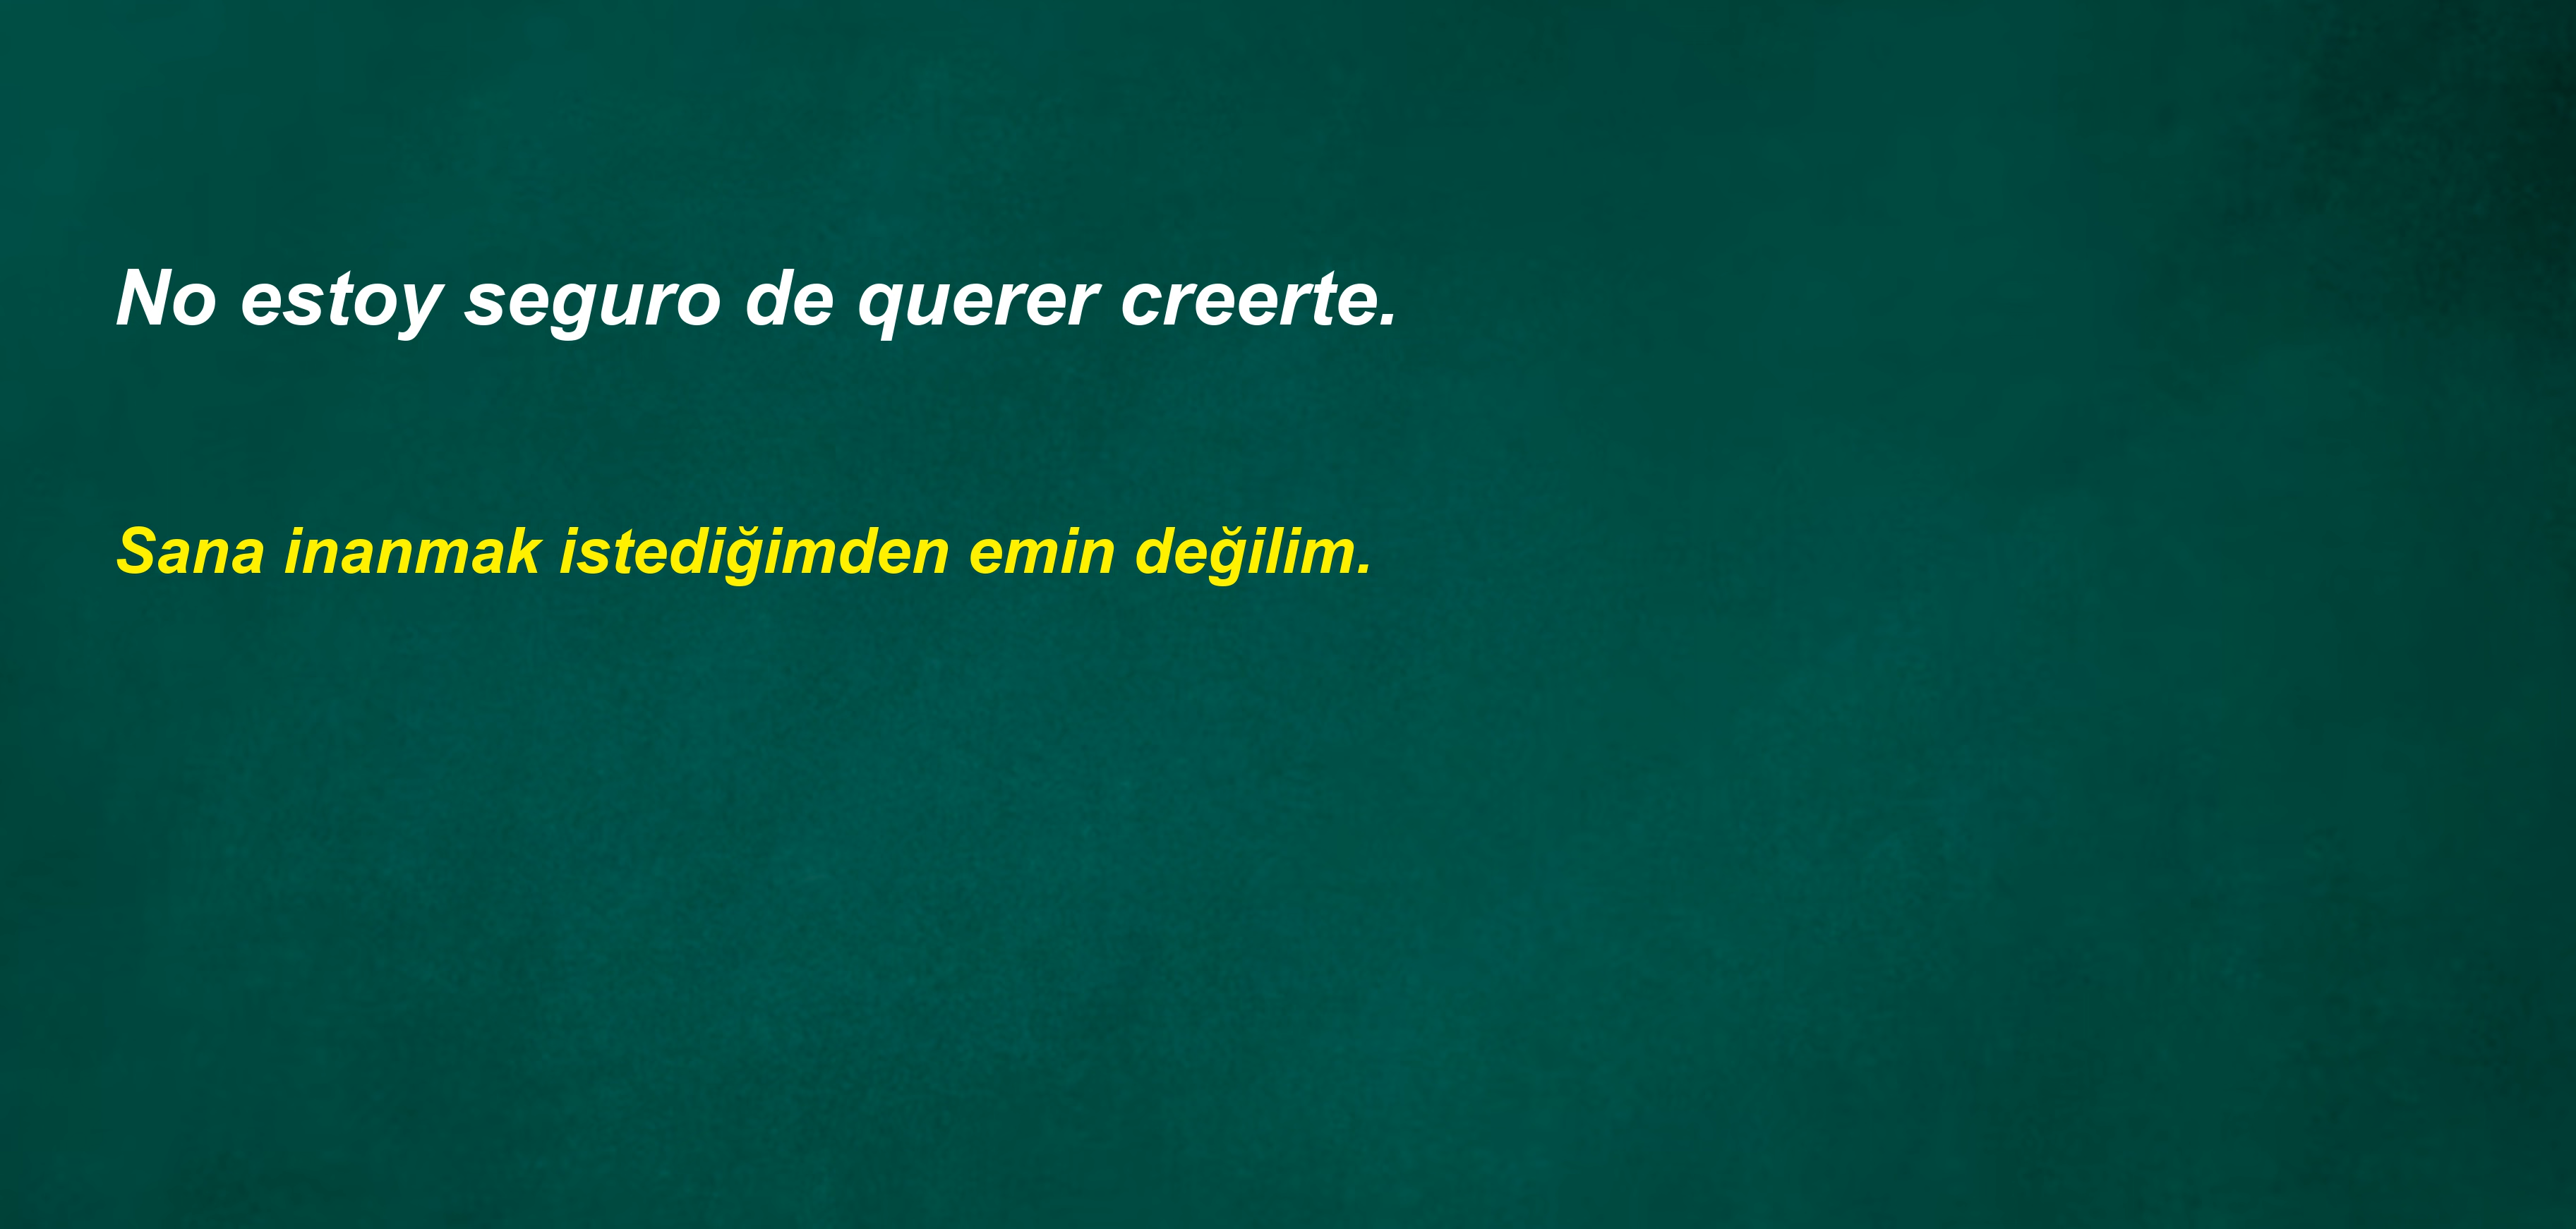 No estoy seguro de querer creerte.
Sana inanmak istediğimden emin değilim.